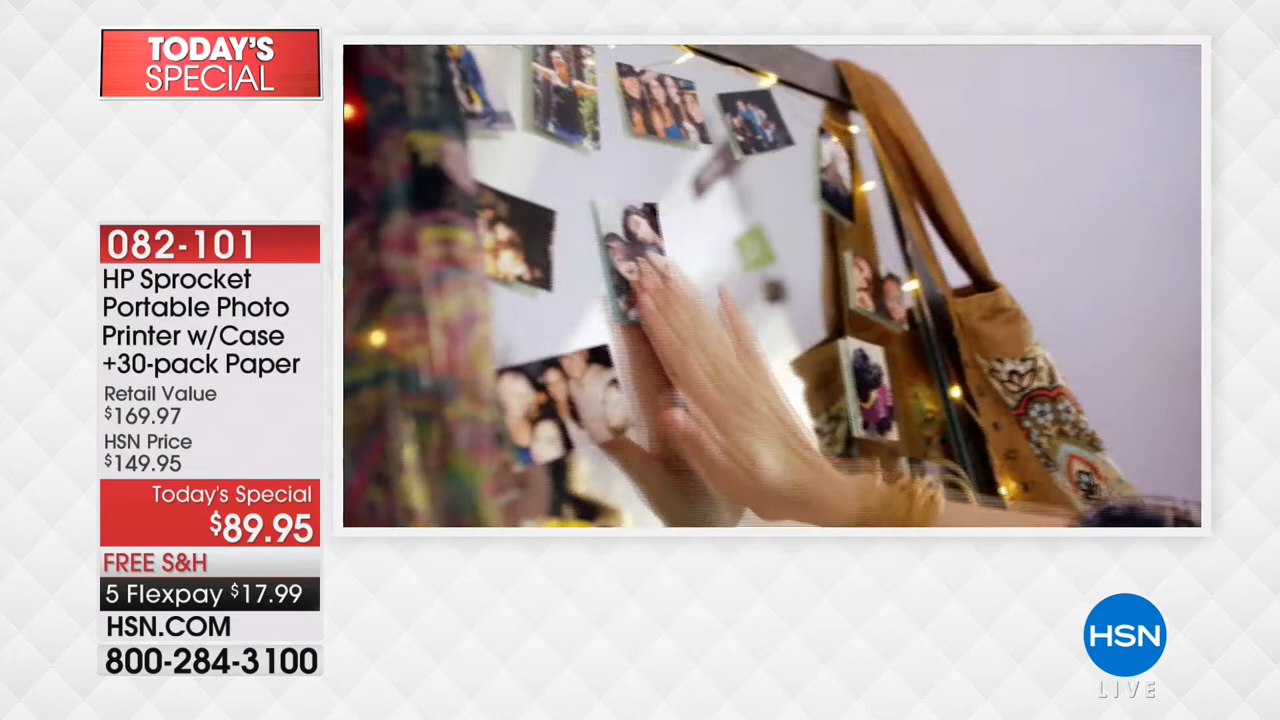 TODAY'S
SPECIAL
082-101
HP Sprocket
Portable Photo
Printer w/Case
+30-pack Paper
Retail Value
$169.97
HSN Price
$149.95
Today's Special
$89.95
FREE S&H
5 Flexpay $17.99
HSN.COM
800-284-3100
HSN
LIVE